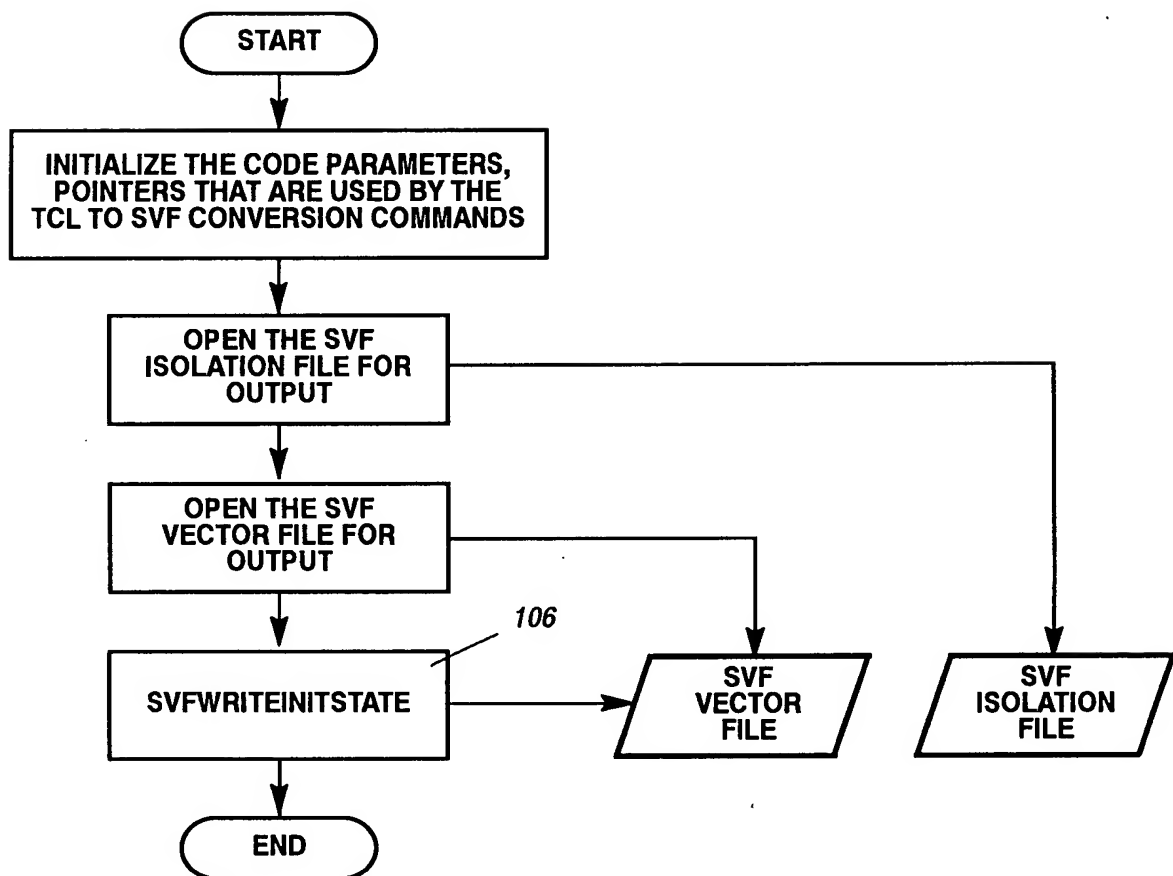 START
INITIALIZE THE CODE PARAMETERS,
POINTERS THAT ARE USED BY THE
TCL TO SVF CONVERSION COMMANDS
OPEN THE SVF
ISOLATION FILE FOR
OUTPUT
OPEN THE SVF
VECTOR FILE FOR
OUTPUT
106
SVFWRITEINITSTATE
SVF
VECTOR
FILE
SVF
ISOLATION
FILE
END